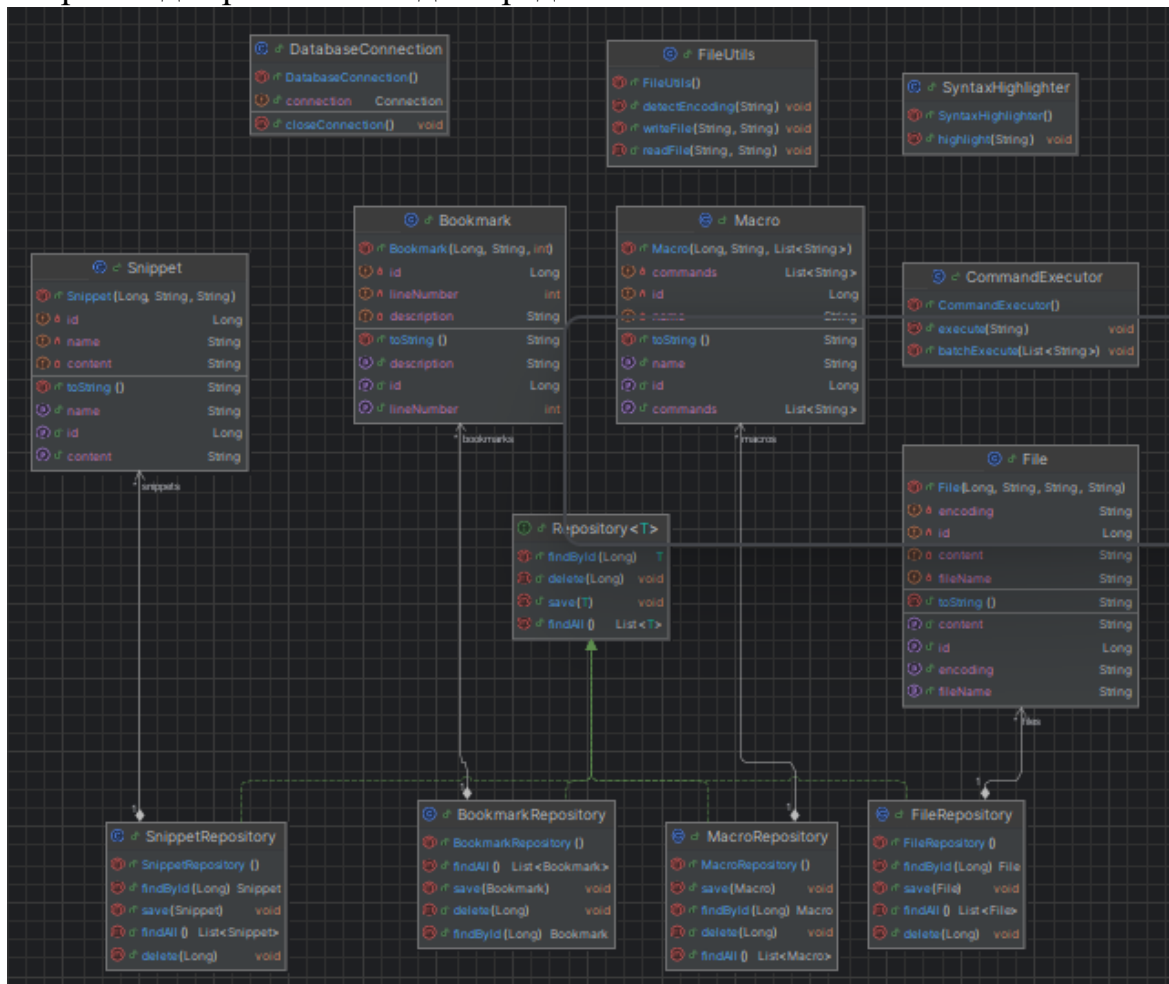 DatabaseConnection
DatabaseConnection()
connection Connection
closeConnection() void
FileUtils
FileUtils()
detectEncoding(String) void
writeFile(String, String) void
readFile(String, String) void
SyntaxHighlighter
SyntaxHighlighter()
highlight(String) void
Snippet
Snippet(Long, String, String)
id Long
name String
content String
toString() String
name String
id Long
content String
Bookmark
Bookmark(Long, String, int)
id Long
lineNumber int
description String
toString() String
description String
id Long
lineNumber int
Macro
Macro(Long, String, List<String>)
commands List<String>
id Long
name String
toString() String
name String
id Long
commands List<String>
CommandExecutor
CommandExecutor()
execute(String) void
batchExecute(List<String>) void
File
File(Long, String, String, String)
encoding String
id Long
content String
fileName String
toString() String
content String
id Long
encoding String
fileName String
* snippets
* bookmarks
* macros
* files
Repository<T>
findById(Long) T
delete(Long) void
save(T) void
findAll() List<T>
1
1
1
1
SnippetRepository
SnippetRepository()
findById(Long) Snippet
save(Snippet) void
findAll() List<Snippet>
delete(Long) void
BookmarkRepository
BookmarkRepository()
findAll() List<Bookmark>
save(Bookmark) void
delete(Long) void
findById(Long) Bookmark
MacroRepository
MacroRepository()
save(Macro) void
findById(Long) Macro
delete(Long) void
findAll() List<Macro>
FileRepository
FileRepository()
findById(Long) File
save(File) void
findAll() List<File>
delete(Long) void